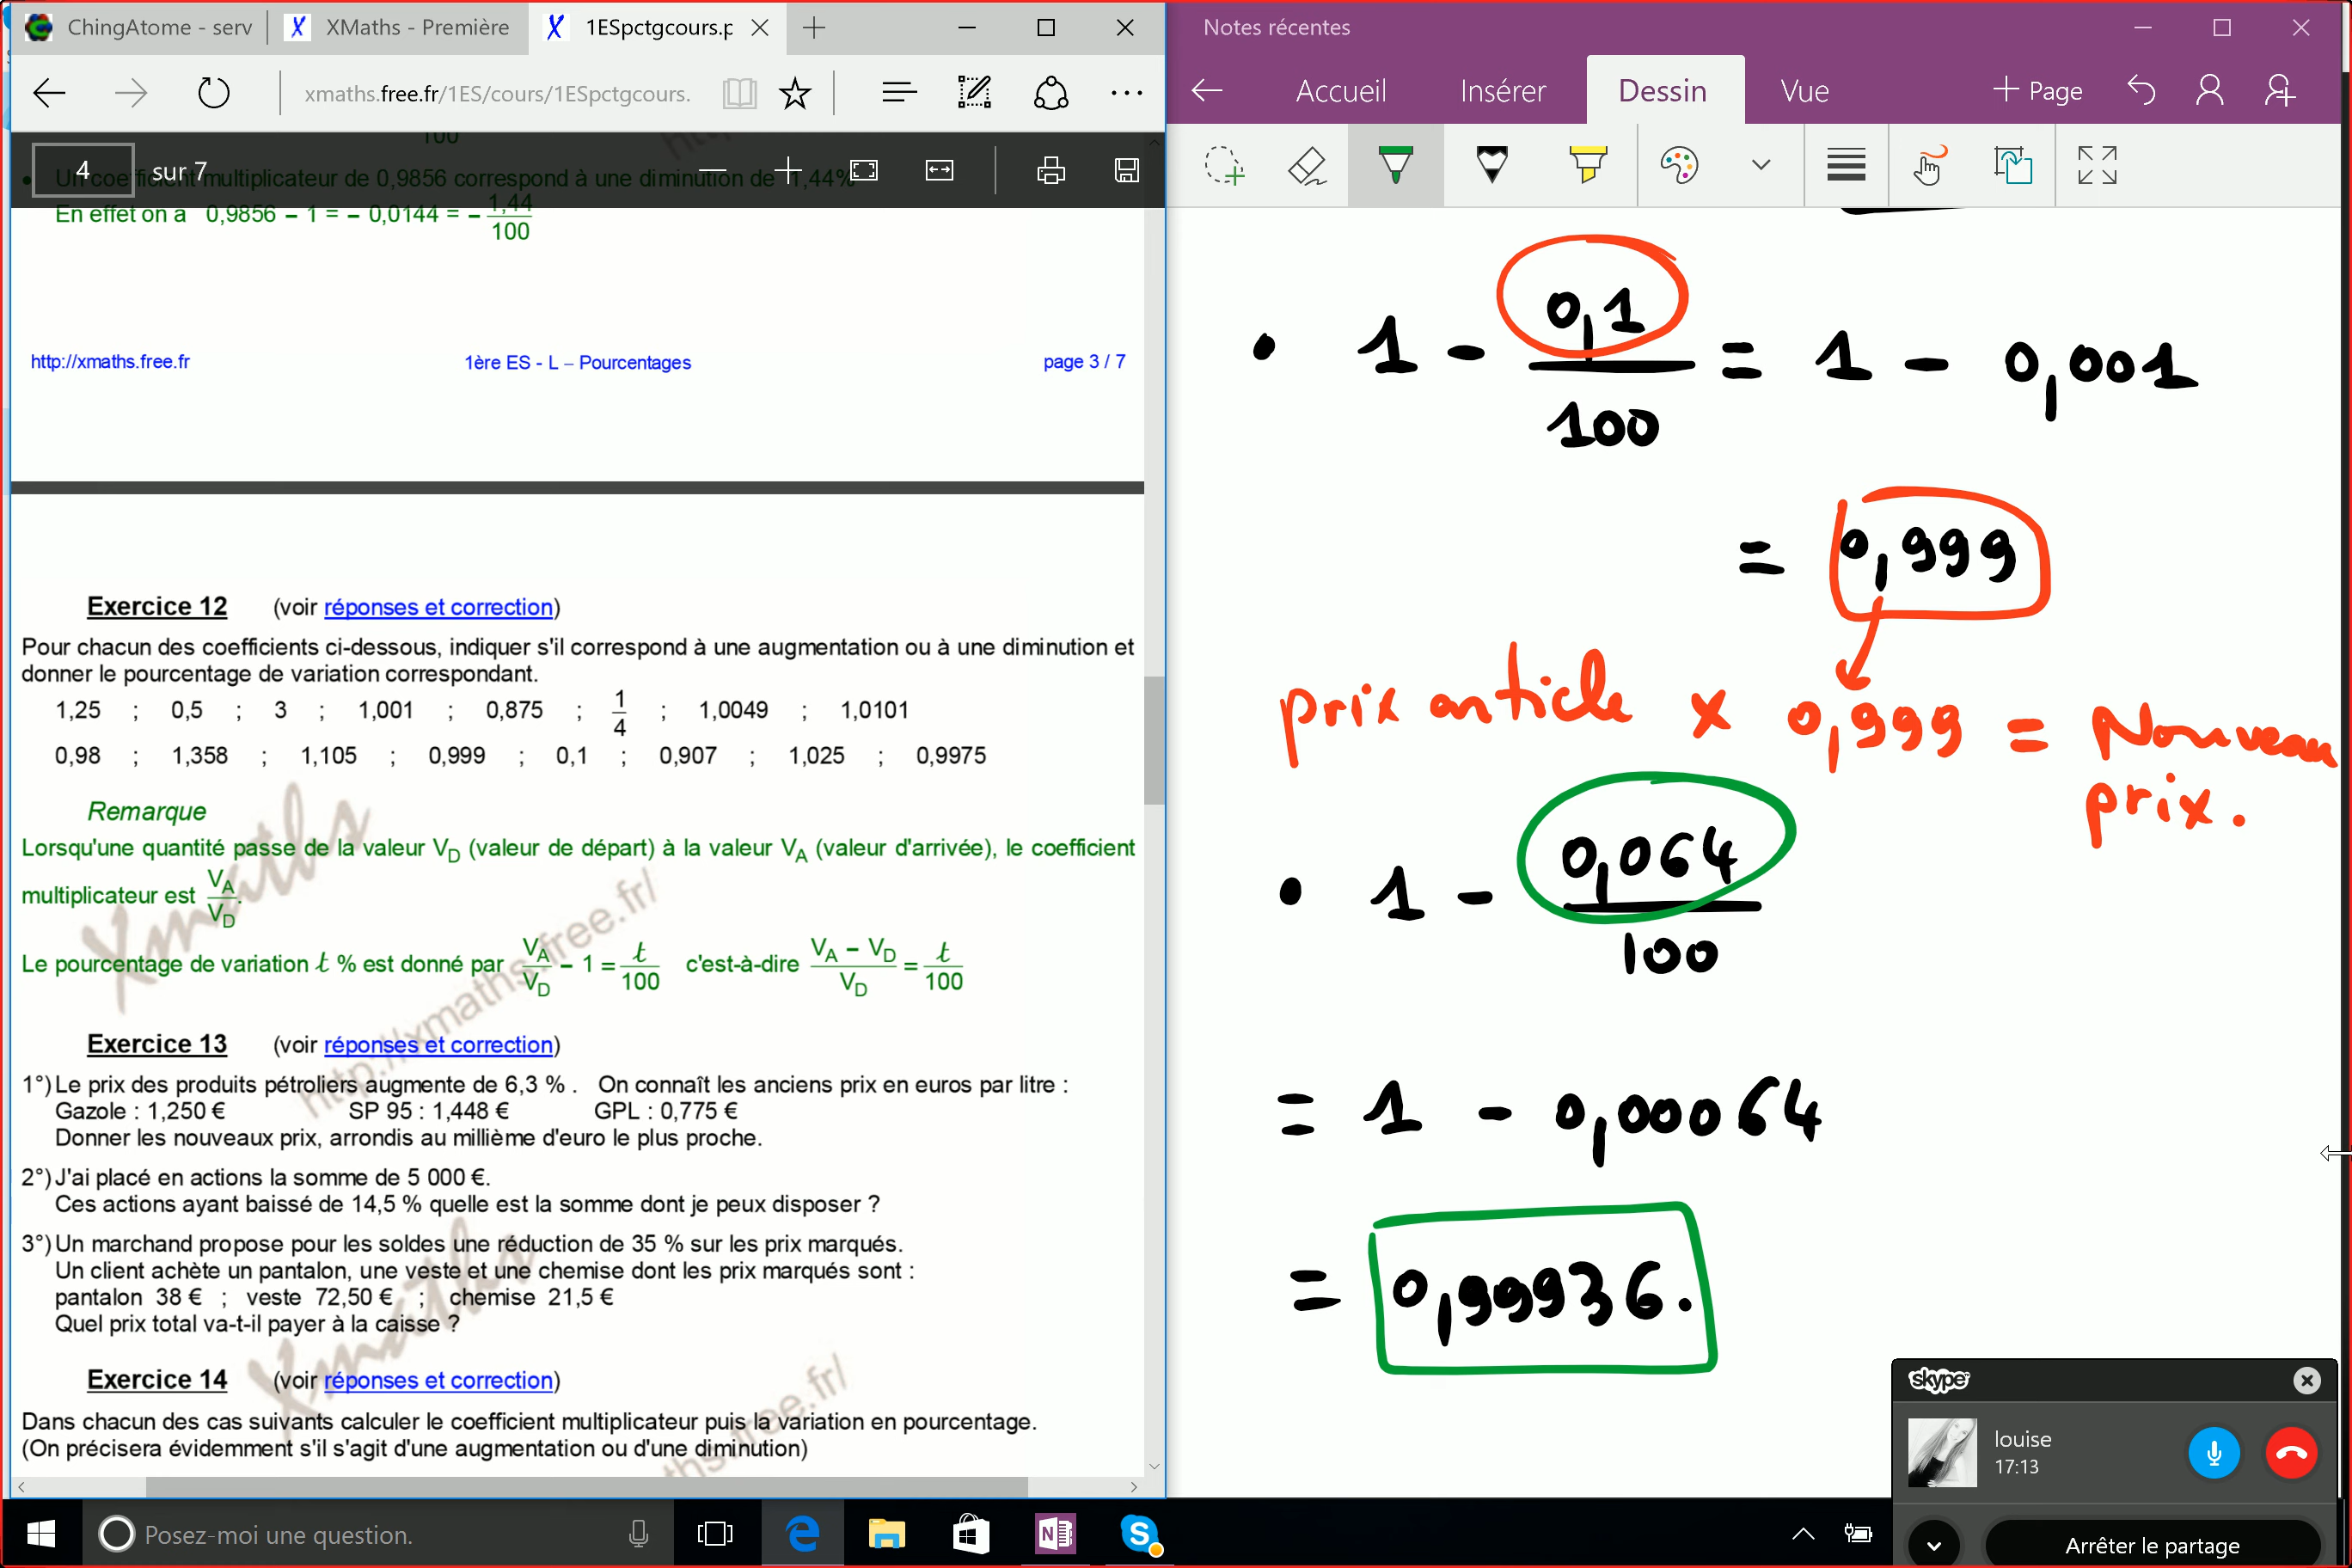 ChingAtome - serv
XMaths - Première
1ESpctgcours.p
xmaths.free.fr/1ES/cours/1ESpctgcours.
100
4 sur 7
Un coefficient multiplicateur de 0,9856 correspond à une diminution de 1,44%
En effet on a 0,9856 – 1 = – 0,0144 = – 1,44/100
http://xmaths.free.fr 1ère ES - L – Pourcentages page 3 / 7
Exercice 12 (voir réponses et correction)
Pour chacun des coefficients ci-dessous, indiquer s'il correspond à une augmentation ou à une diminution et
donner le pourcentage de variation correspondant.
1,25 ; 0,5 ; 3 ; 1,001 ; 0,875 ; 1/4 ; 1,0049 ; 1,0101
0,98 ; 1,358 ; 1,105 ; 0,999 ; 0,1 ; 0,907 ; 1,025 ; 0,9975
Remarque
Lorsqu'une quantité passe de la valeur VD (valeur de départ) à la valeur VA (valeur d'arrivée), le coefficient
multiplicateur est VA/VD.
Le pourcentage de variation t % est donné par VA/VD – 1 = t/100 c'est-à-dire VA – VD/VD = t/100
Exercice 13 (voir réponses et correction)
1°) Le prix des produits pétroliers augmente de 6,3 % . On connaît les anciens prix en euros par litre :
Gazole : 1,250 € SP 95 : 1,448 € GPL : 0,775 €
Donner les nouveaux prix, arrondis au millième d'euro le plus proche.
2°) J'ai placé en actions la somme de 5 000 €.
Ces actions ayant baissé de 14,5 % quelle est la somme dont je peux disposer ?
3°) Un marchand propose pour les soldes une réduction de 35 % sur les prix marqués.
Un client achète un pantalon, une veste et une chemise dont les prix marqués sont :
pantalon 38 € ; veste 72,50 € ; chemise 21,5 €
Quel prix total va-t-il payer à la caisse ?
Exercice 14 (voir réponses et correction)
Dans chacun des cas suivants calculer le coefficient multiplicateur puis la variation en pourcentage.
(On précisera évidemment s'il s'agit d'une augmentation ou d'une diminution)
Xmaths
http://xmaths.free.fr/
Xmaths
ths.free.fr/
Notes récentes
Accueil Insérer Dessin Vue + Page
• 1 - 0,1/100 = 1 - 0,001
= 0,999
prix article x 0,999 = Nouveau
prix.
• 1 - 0,064/100
= 1 - 0,00064
= 0,99936.
skype
louise
17:13
Arrêter le partage
Posez-moi une question.